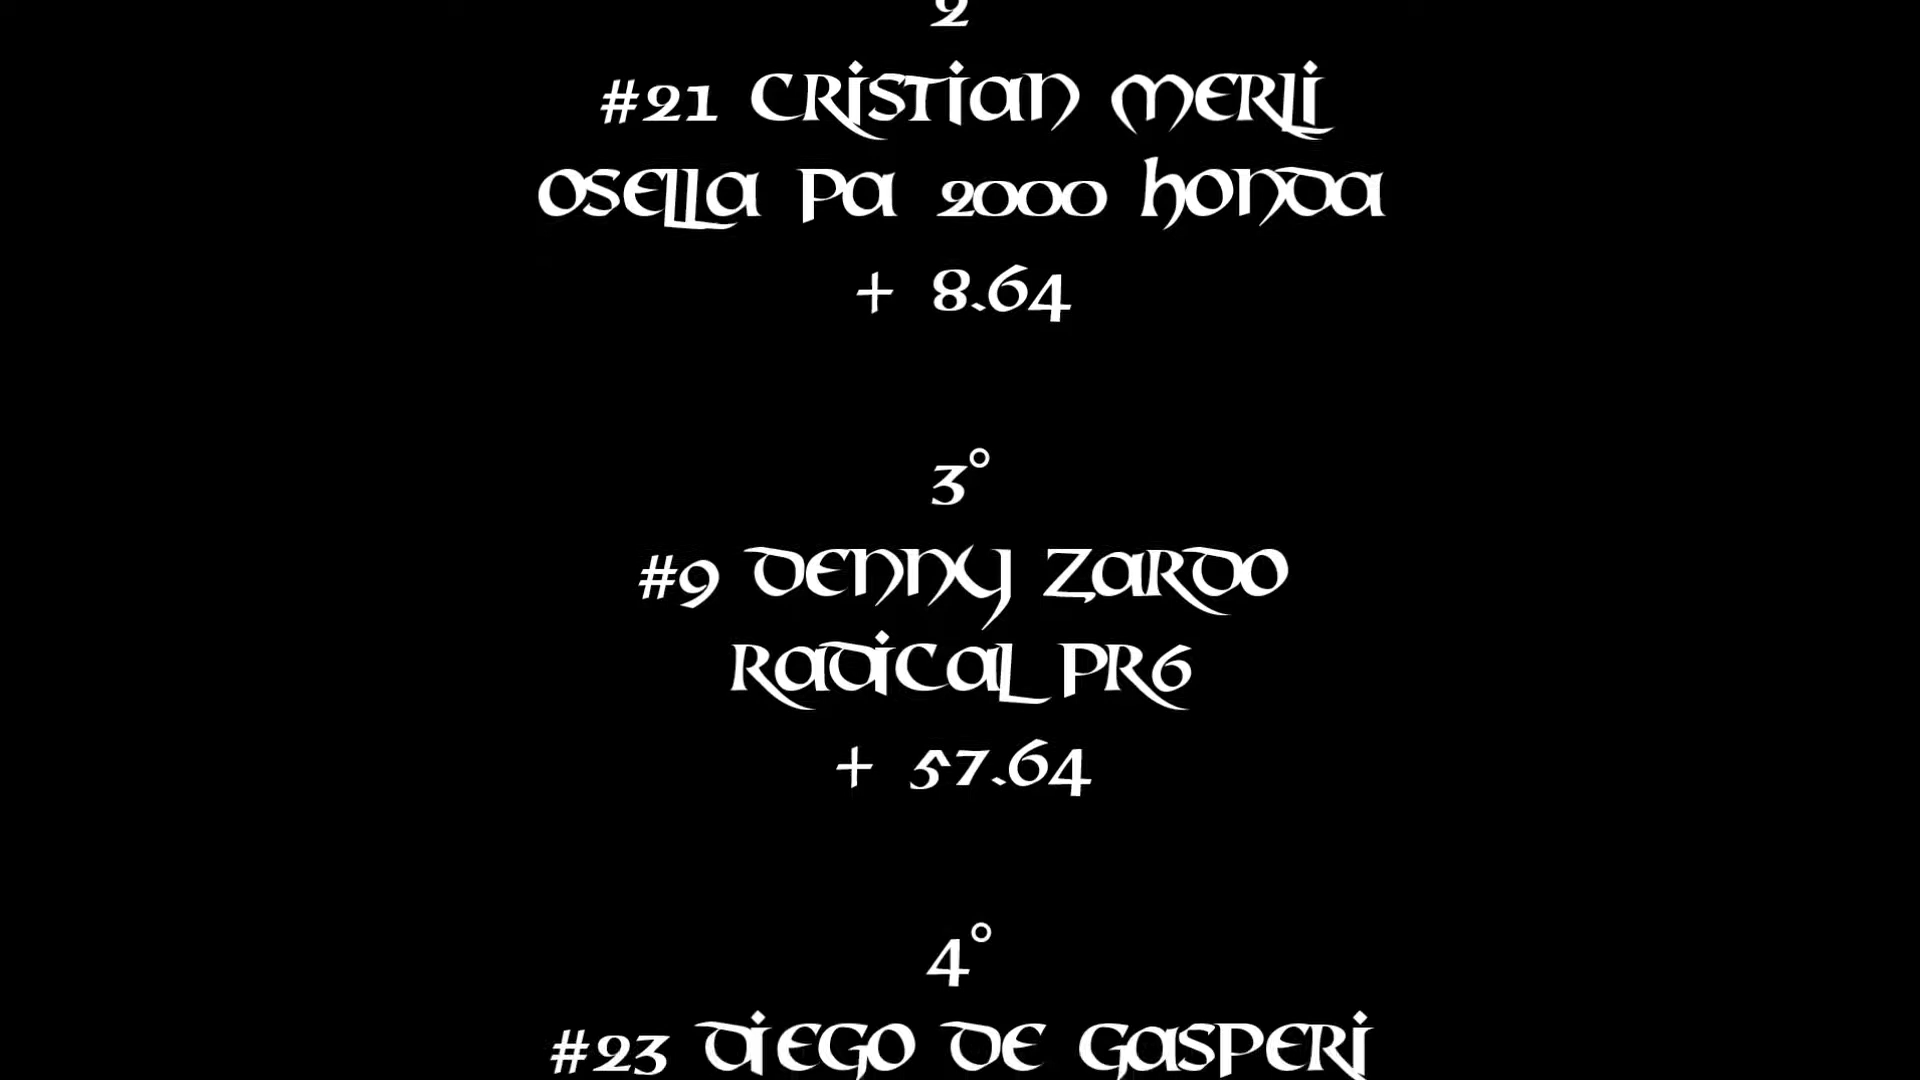 2
#21 Cristian Merli
Osella PA 2000 Honda
+ 8.64
3°
#9 Denny Zardo
Radical PR6
+ 57.64
4°
#23 Diego De Gasperi